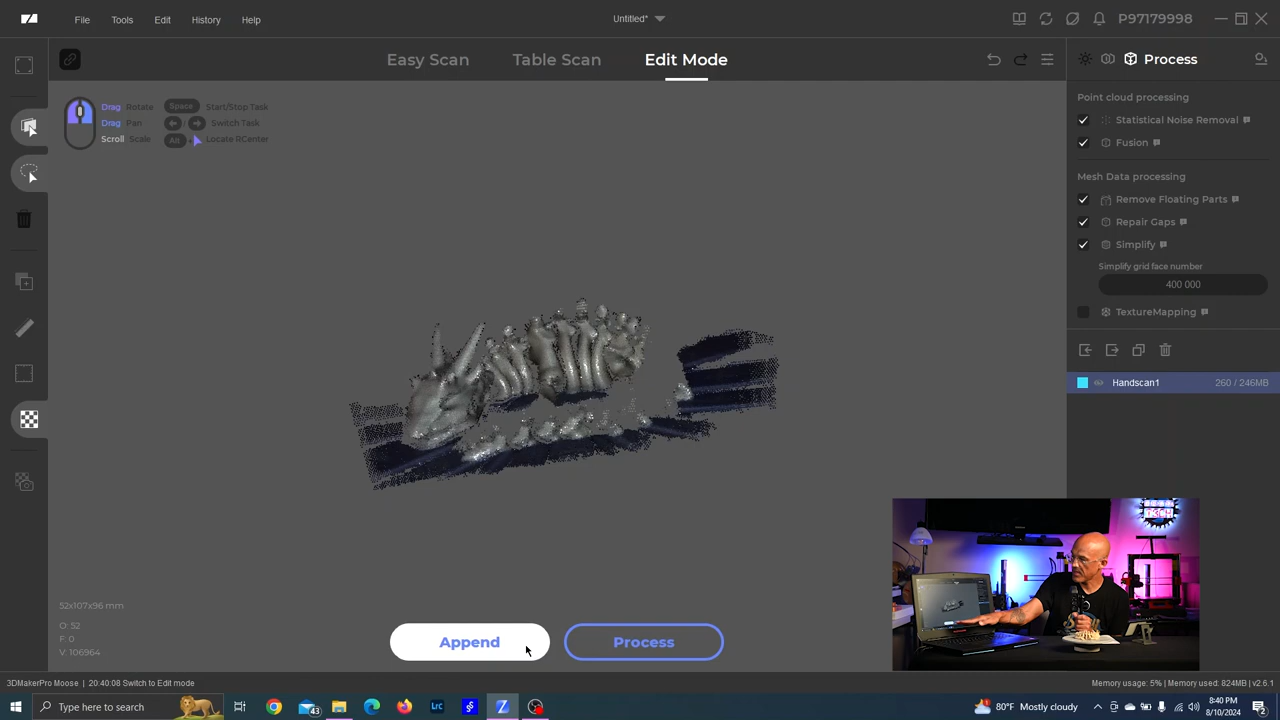 File Tools Edit History Help
Untitled*
P97179998
Easy Scan Table Scan Edit Mode
Process
Drag Rotate Space Start/Stop Task
Drag Pan Switch Task
Scroll Scale Alt Locate RCenter
Point cloud processing
Statistical Noise Removal
Fusion
Mesh Data processing
Remove Floating Parts
Repair Gaps
Simplify
Simplify grid face number
400 000
TextureMapping
Handscan1 260 / 246MB
52x107x96 mm
O: 52
F: 0
V: 106964
Append Process
3DMakerPro Moose | 20:40:08 Switch to Edit mode
Memory usage: 5% | Memory used: 824MB | v2.6.1
Type here to search
43
LrC
80°F Mostly cloudy
8:40 PM
8/10/2024
2